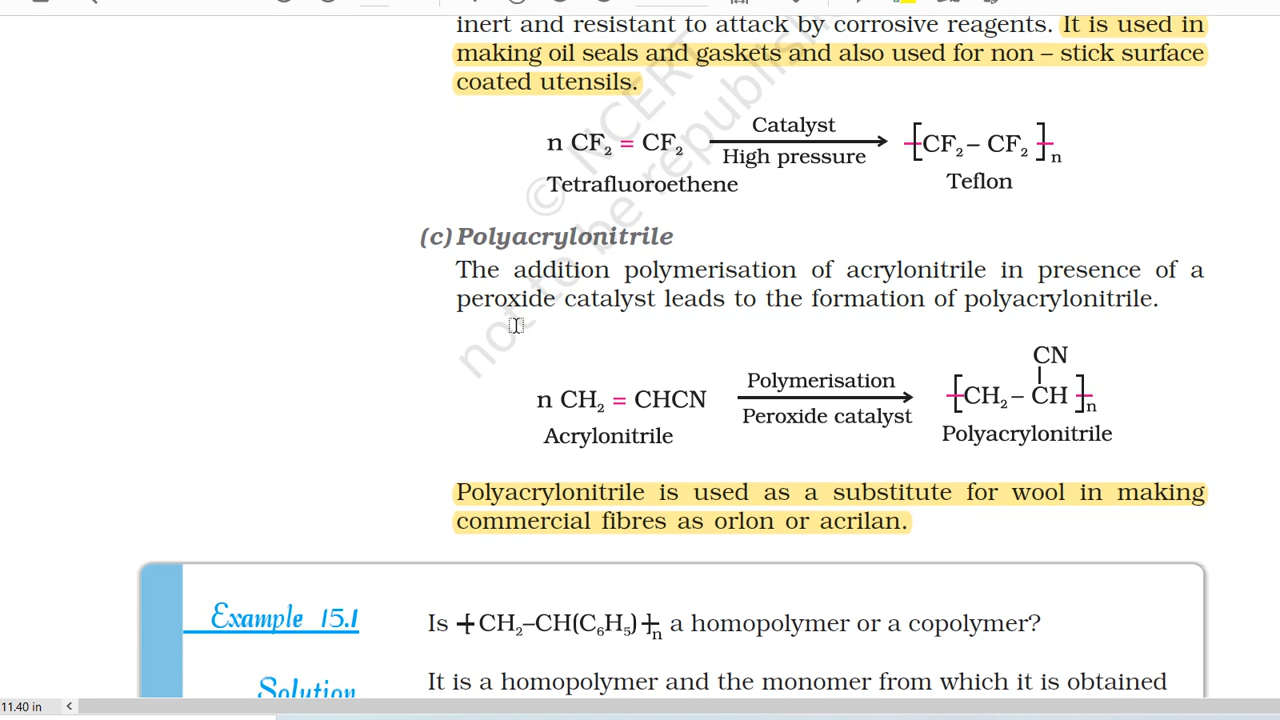 inert and resistant to attack by corrosive reagents. It is used in
making oil seals and gaskets and also used for non – stick surface
coated utensils.
n CF₂ = CF₂ Catalyst High pressure [CF₂ – CF₂]n
Tetrafluoroethene Teflon
(c) Polyacrylonitrile
The addition polymerisation of acrylonitrile in presence of a
peroxide catalyst leads to the formation of polyacrylonitrile.
CN
n CH₂ = CHCN Polymerisation Peroxide catalyst [CH₂ – CH]n
Acrylonitrile Polyacrylonitrile
Polyacrylonitrile is used as a substitute for wool in making
commercial fibres as orlon or acrilan.
Example 15.1
Is [CH₂–CH(C₆H₅)]n a homopolymer or a copolymer?
Solution
It is a homopolymer and the monomer from which it is obtained
© NCERT
not to be republish
11.40 in